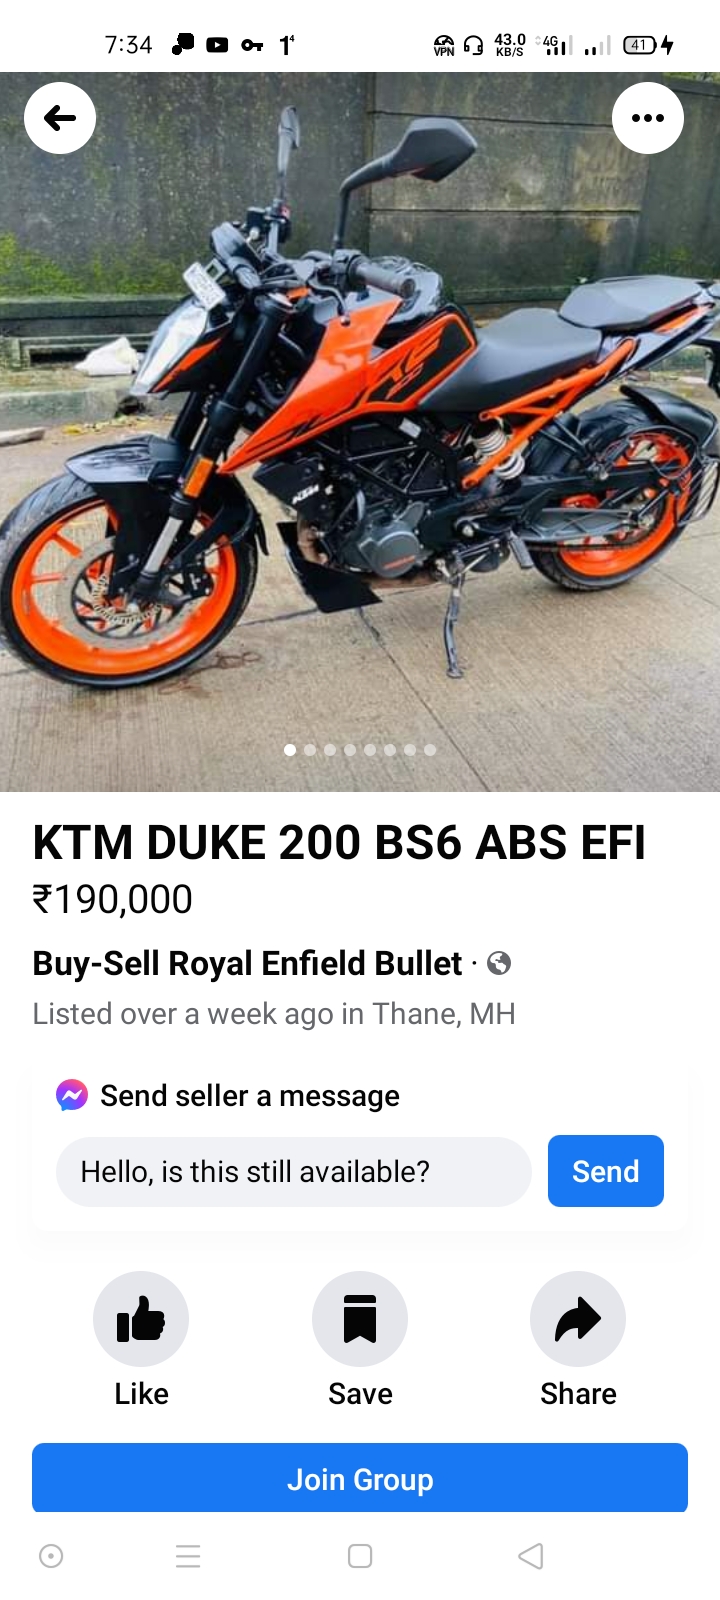 7:34
1⁴
VPN
43.0
KB/S
4G
41
KTM
KTM DUKE 200 BS6 ABS EFI
₹190,000
Buy-Sell Royal Enfield Bullet ·
Listed over a week ago in Thane, MH
Send seller a message
Hello, is this still available?
Send
Like
Save
Share
Join Group